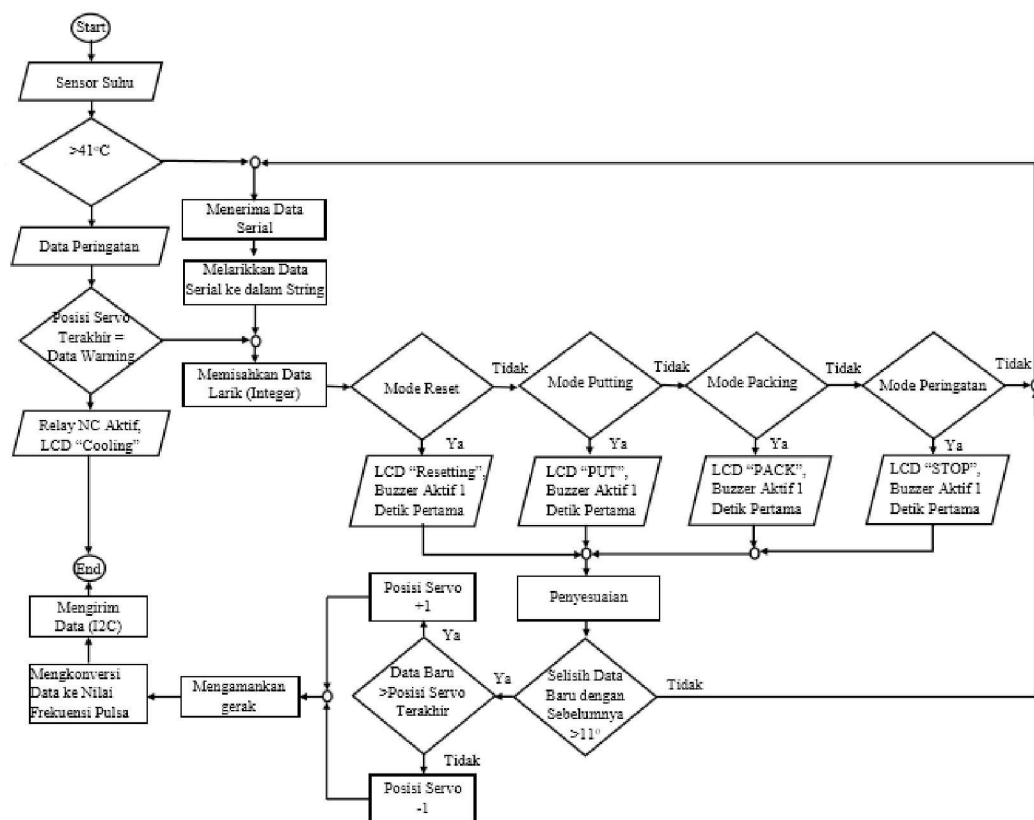 Start
Sensor Suhu
>41°C
Data Peringatan
Posisi Servo
Terakhir =
Data Warning
Relay NC Aktif,
LCD “Cooling”
End
Menerima Data
Serial
Melarikkan Data
Serial ke dalam String
Memisahkan Data
Larik (Integer)
Mode Reset
Tidak
Mode Putting
Tidak
Mode Packing
Tidak
Mode Peringatan
Tidak
Ya
Ya
Ya
Ya
LCD “Resetting”,
Buzzer Aktif 1
Detik Pertama
LCD “PUT”,
Buzzer Aktif 1
Detik Pertama
LCD “PACK”,
Buzzer Aktif 1
Detik Pertama
LCD “STOP”,
Buzzer Aktif 1
Detik Pertama
Penyesuaian
Selisih Data
Baru dengan
Sebelumnya
>11°
Tidak
Ya
Data Baru
>Posisi Servo
Terakhir
Ya
Posisi Servo
+1
Tidak
Posisi Servo
-1
Mengamankan
gerak
Mengkonversi
Data ke Nilai
Frekuensi Pulsa
Mengirim
Data (I2C)